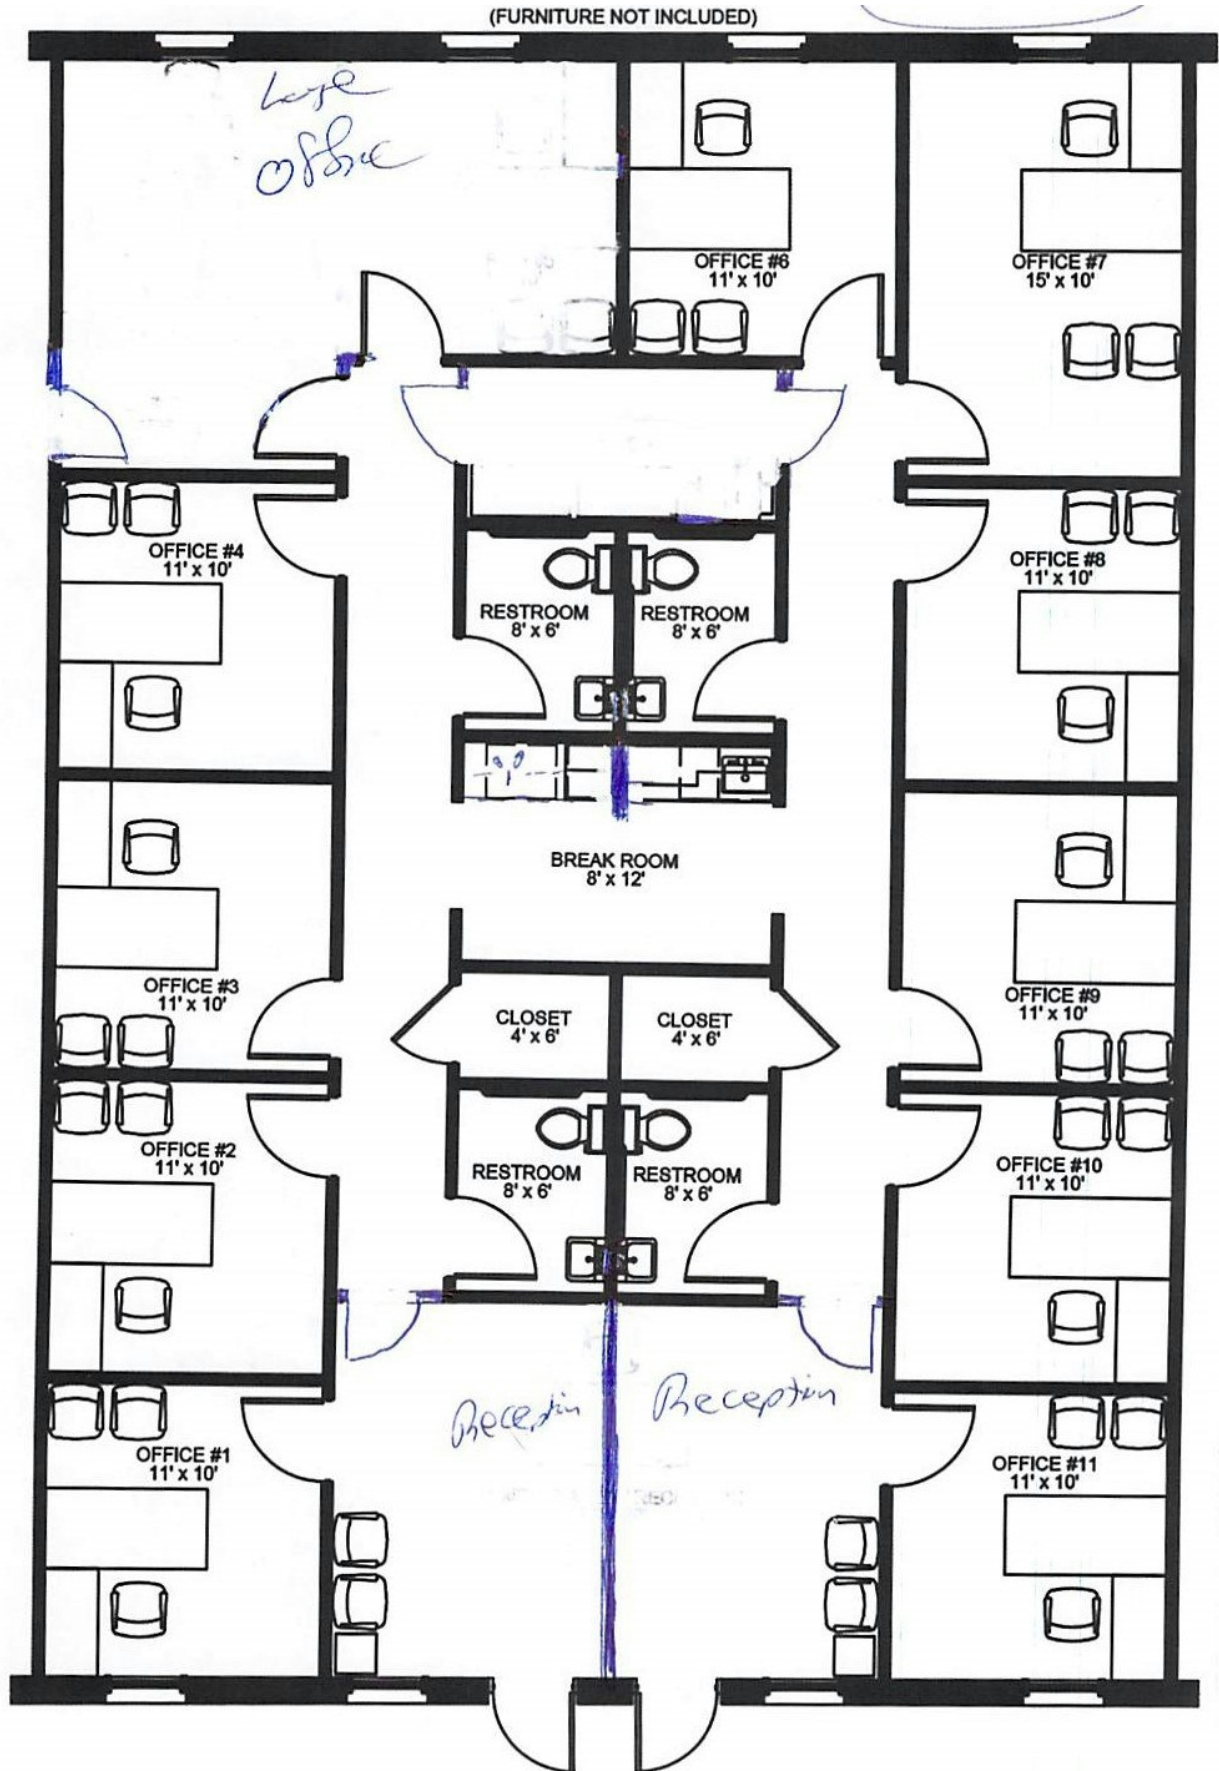 (FURNITURE NOT INCLUDED)
Large
Office
OFFICE #6
11' x 10'
OFFICE #7
15' x 10'
OFFICE #4
11' x 10'
OFFICE #8
11' x 10'
RESTROOM
8' x 6'
RESTROOM
8' x 6'
BREAK ROOM
8' x 12'
OFFICE #3
11' x 10'
OFFICE #9
11' x 10'
CLOSET
4' x 6'
CLOSET
4' x 6'
OFFICE #2
11' x 10'
RESTROOM
8' x 6'
RESTROOM
8' x 6'
OFFICE #10
11' x 10'
Reception
Reception
OFFICE #1
11' x 10'
OFFICE #11
11' x 10'